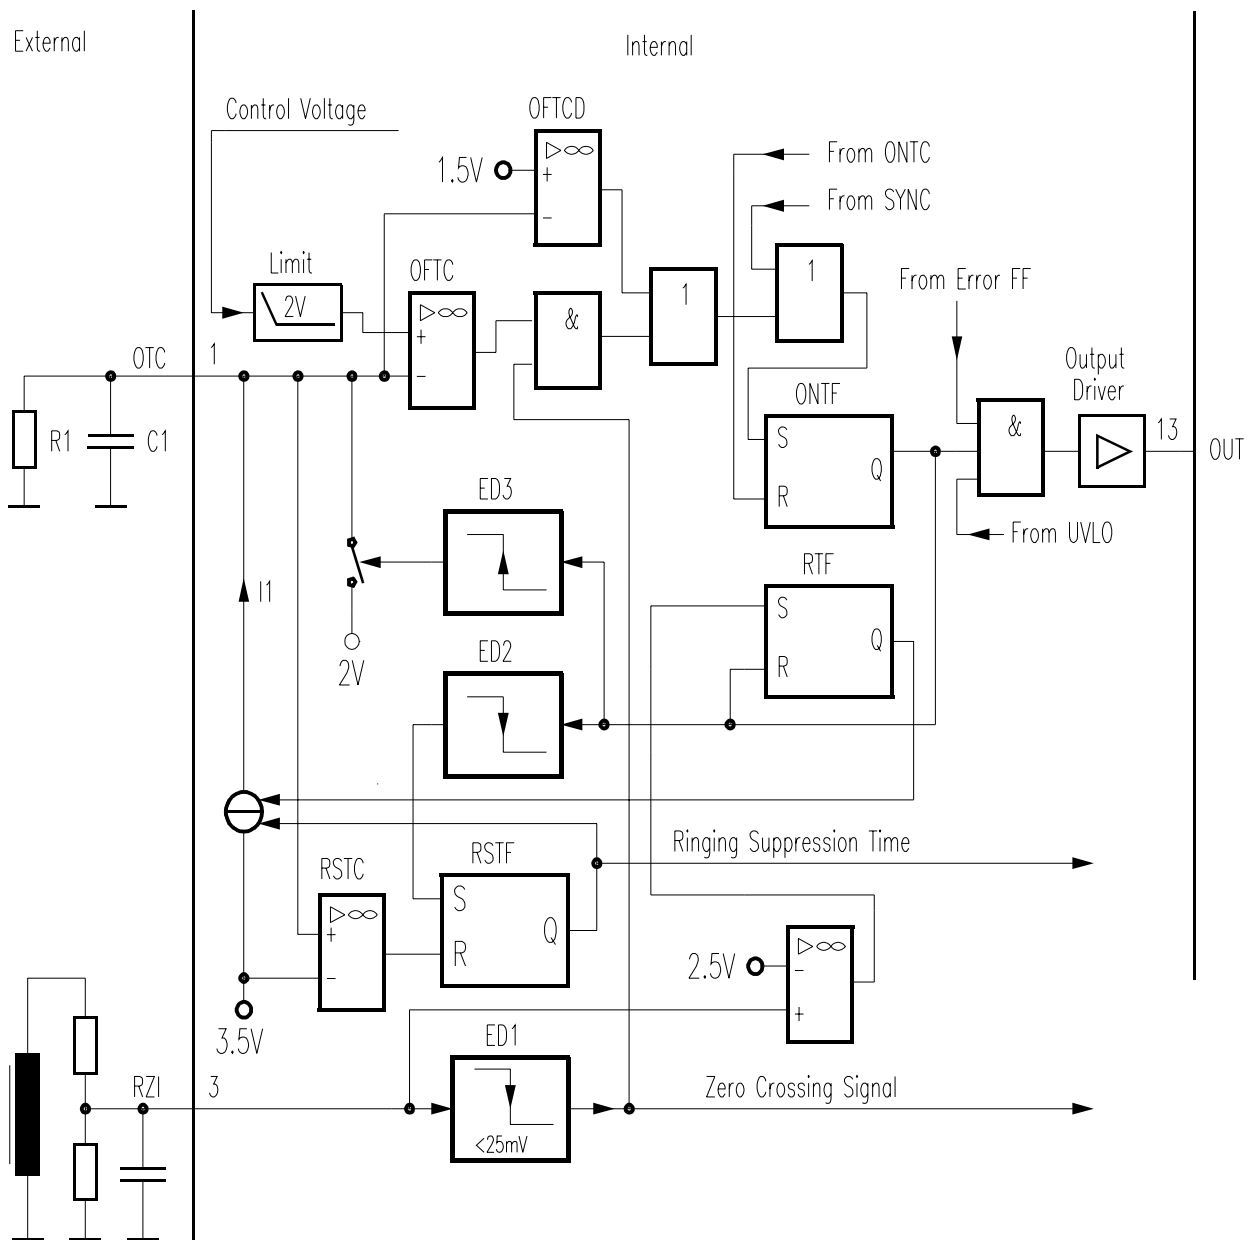 External
Internal
Control Voltage
OFTCD
▷∞
1.5V
+
−
From ONTC
From SYNC
Limit
2V
OFTC
▷∞
+
−
&
1
1
From Error FF
OTC
1
R1
C1
ONTF
S
Q
R
&
Output
Driver
13
OUT
From UVLO
ED3
I1
2V
RTF
S
Q
R
ED2
Ringing Suppression Time
RSTC
▷∞
+
−
RSTF
S
Q
R
3.5V
2.5V
▷∞
−
+
ED1
<25mV
RZI
3
Zero Crossing Signal